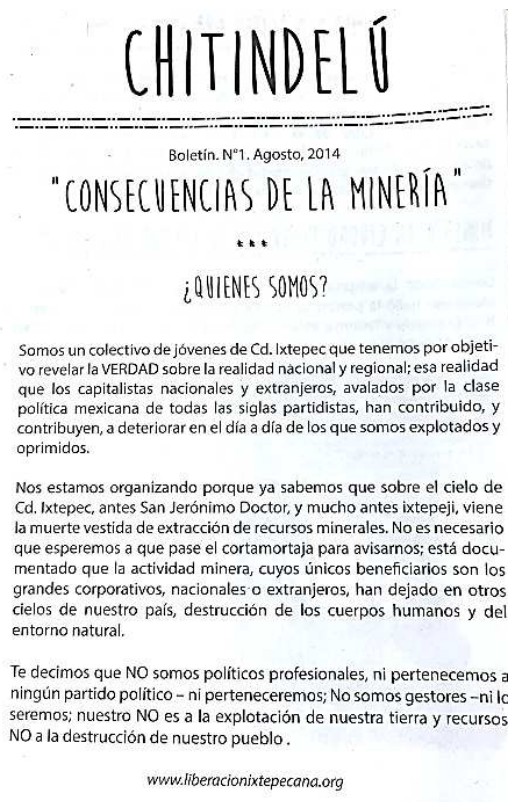 CHITINDELÚ
Boletín. N°1. Agosto, 2014
"CONSECUENCIAS DE LA MINERÍA"
***
¿QUIENES SOMOS?
Somos un colectivo de jóvenes de Cd. Ixtepec que tenemos por objeti-
vo revelar la VERDAD sobre la realidad nacional y regional; esa realidad
que los capitalistas nacionales y extranjeros, avalados por la clase
política mexicana de todas las siglas partidistas, han contribuido, y
contribuyen, a deteriorar en el día a día de los que somos explotados y
oprimidos.
Nos estamos organizando porque ya sabemos que sobre el cielo de
Cd. Ixtepec, antes San Jerónimo Doctor, y mucho antes ixtepeji, viene
la muerte vestida de extracción de recursos minerales. No es necesario
que esperemos a que pase el cortamortaja para avisarnos; está docu-
mentado que la actividad minera, cuyos únicos beneficiarios son los
grandes corporativos, nacionales o extranjeros, han dejado en otros
cielos de nuestro país, destrucción de los cuerpos humanos y del
entorno natural.
Te decimos que NO somos políticos profesionales, ni pertenecemos a
ningún partido político – ni perteneceremos; No somos gestores –ni lo
seremos; nuestro NO es a la explotación de nuestra tierra y recursos
NO a la destrucción de nuestro pueblo .
www.liberacionixtepecana.org